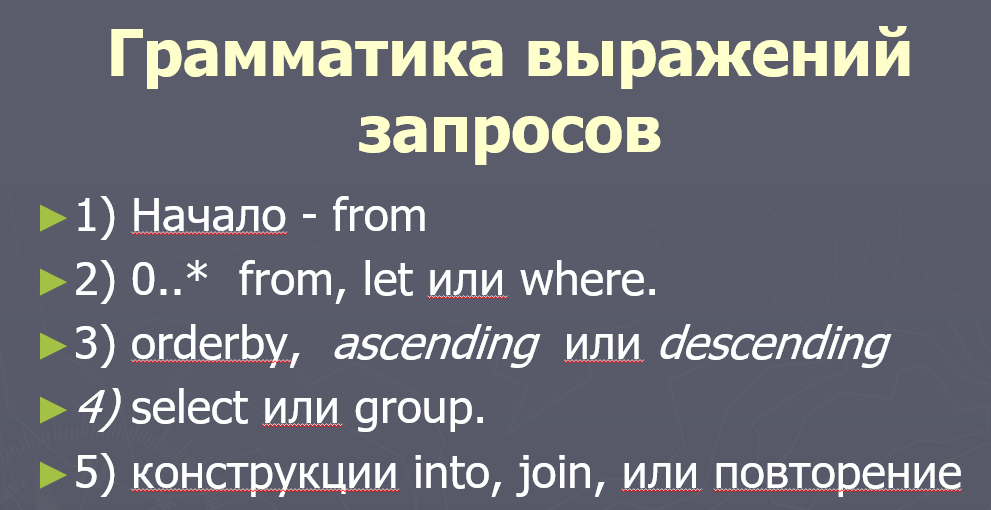 Грамматика выражений
запросов
►1) Начало - from
►2) 0..* from, let или where.
►3) orderby, ascending или descending
►4) select или group.
►5) конструкции into, join, или повторение